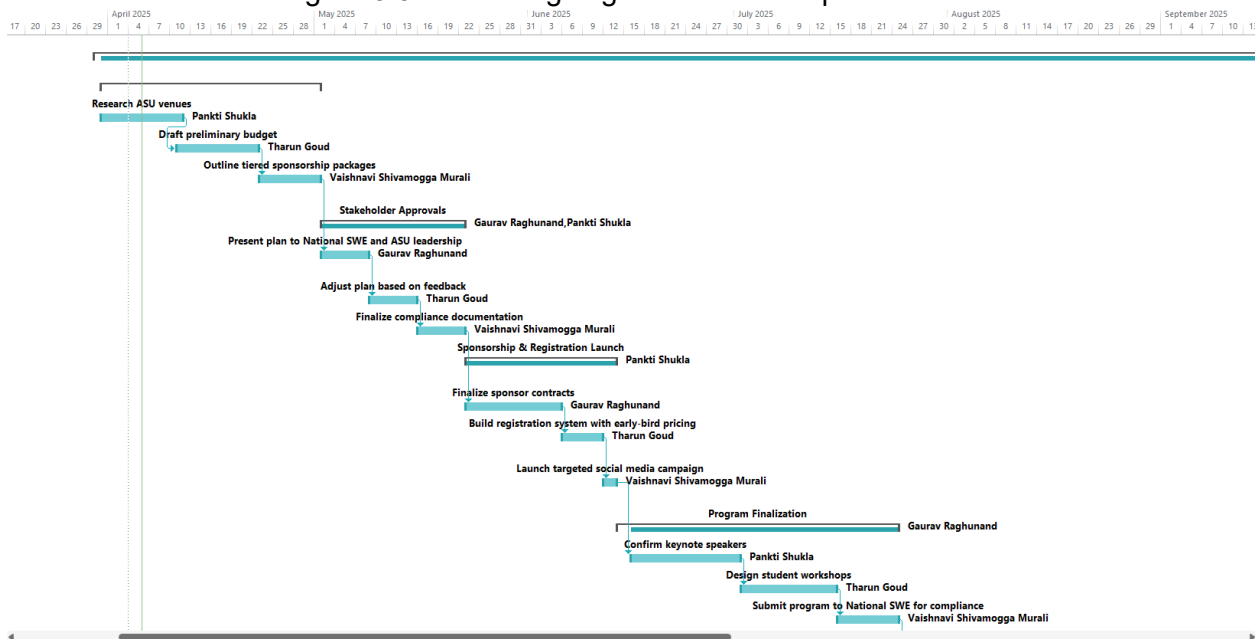 April 2025 May 2025 June 2025 July 2025 August 2025 September 2025
17 20 23 26 29 1 4 7 10 13 16 19 22 25 28 1 4 7 10 13 16 19 22 25 28 31 3 6 9 12 15 18 21 24 27 30 3 6 9 12 15 18 21 24 27 30 2 5 8 11 14 17 20 23 26 29 1 4 7 10
Research ASU venues
Pankti Shukla
Draft preliminary budget
Tharun Goud
Outline tiered sponsorship packages
Vaishnavi Shivamogga Murali
Stakeholder Approvals
Gaurav Raghunand,Pankti Shukla
Present plan to National SWE and ASU leadership
Gaurav Raghunand
Adjust plan based on feedback
Tharun Goud
Finalize compliance documentation
Vaishnavi Shivamogga Murali
Sponsorship & Registration Launch
Pankti Shukla
Finalize sponsor contracts
Gaurav Raghunand
Build registration system with early-bird pricing
Tharun Goud
Launch targeted social media campaign
Vaishnavi Shivamogga Murali
Program Finalization
Gaurav Raghunand
Confirm keynote speakers
Pankti Shukla
Design student workshops
Tharun Goud
Submit program to National SWE for compliance
Vaishnavi Shivamogga Murali